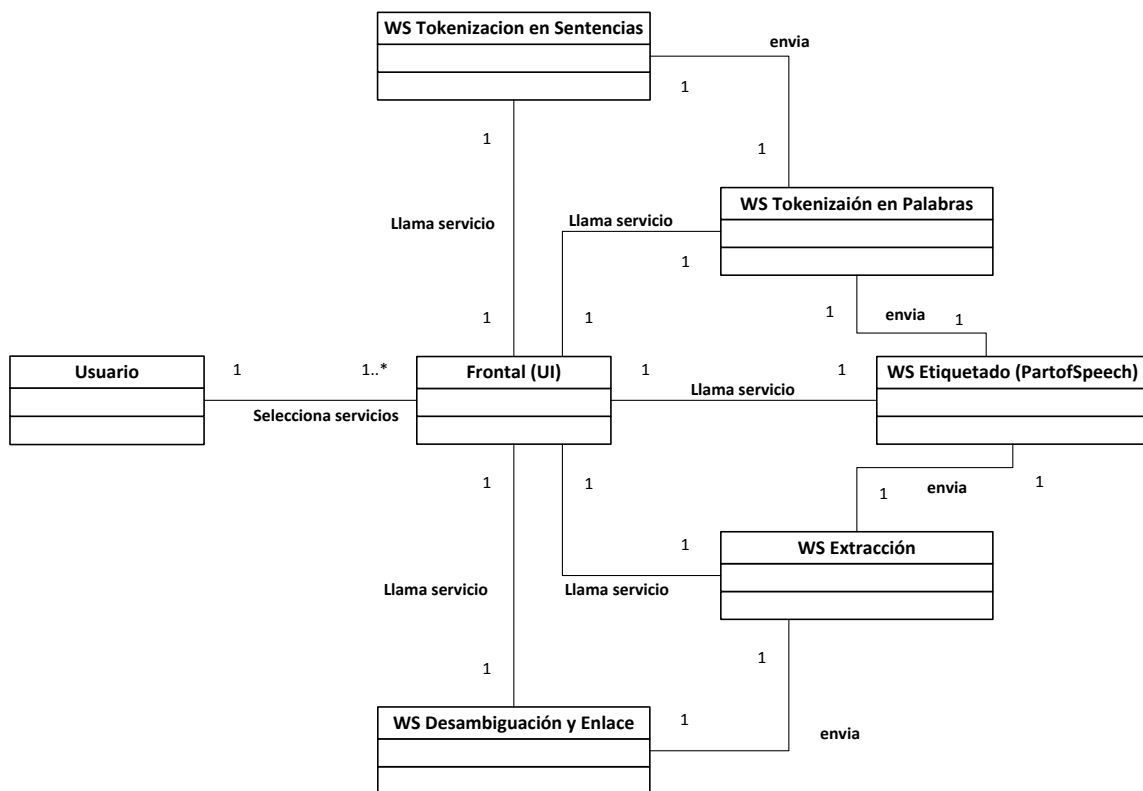 WS Tokenizacion en Sentencias
envia
1
1
1
Llama servicio
Llama servicio
WS Tokenizaión en Palabras
1
1
1
1
envia
1
Usuario
1
1..*
Selecciona servicios
Frontal (UI)
1
1
Llama servicio
WS Etiquetado (PartofSpeech)
1
1
1
envia
1
1
WS Extracción
Llama servicio
Llama servicio
1
1
1
WS Desambiguación y Enlace
envia